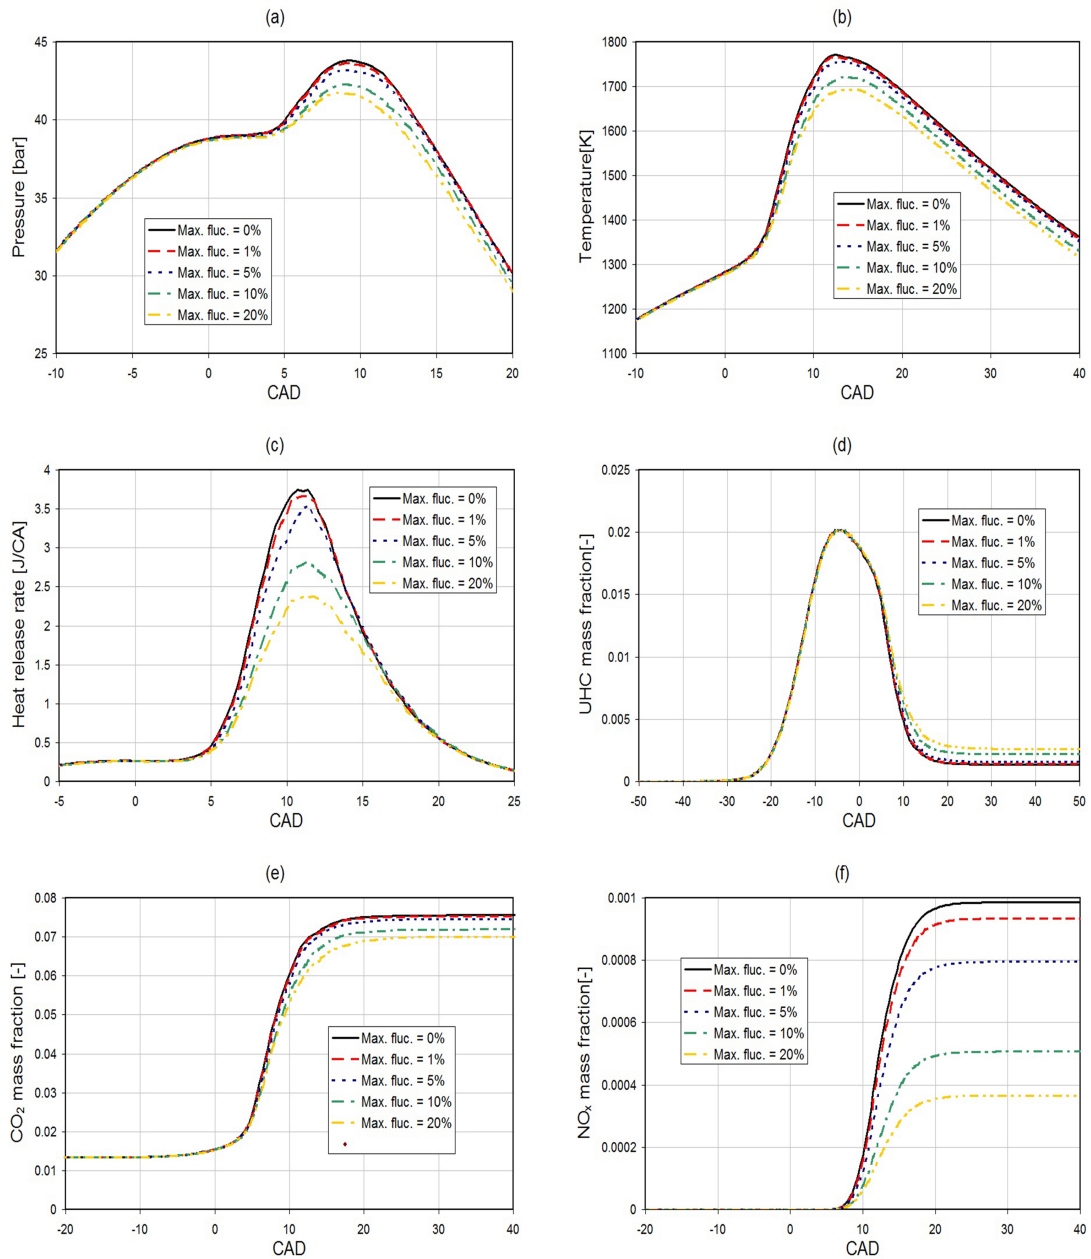 (a)
45
40
35
30
25
Pressure [bar]
Max. fluc. = 0%
Max. fluc. = 1%
Max. fluc. = 5%
Max. fluc. = 10%
Max. fluc. = 20%
-10 -5 0 5 10 15 20
CAD
(b)
1800
1700
1600
1500
1400
1300
1200
1100
Temperature[K]
Max. fluc. = 0%
Max. fluc. = 1%
Max. fluc. = 5%
Max. fluc. = 10%
Max. fluc. = 20%
-10 0 10 20 30 40
CAD
(c)
4
3.5
3
2.5
2
1.5
1
0.5
0
Heat release rate [J/CA]
Max. fluc. = 0%
Max. fluc. = 1%
Max. fluc. = 5%
Max. fluc. = 10%
Max. fluc. = 20%
-5 0 5 10 15 20 25
CAD
(d)
0.025
0.02
0.015
0.01
0.005
0
UHC mass fraction[-]
Max. fluc. = 0%
Max. fluc. = 1%
Max. fluc. = 5%
Max. fluc. = 10%
Max. fluc. = 20%
-50 -40 -30 -20 -10 0 10 20 30 40 50
CAD
(e)
0.08
0.07
0.06
0.05
0.04
0.03
0.02
0.01
0
CO₂ mass fraction [-]
Max. fluc. = 0%
Max. fluc. = 1%
Max. fluc. = 5%
Max. fluc. = 10%
Max. fluc. = 20%
-20 -10 0 10 20 30 40
CAD
(f)
0.001
0.0008
0.0006
0.0004
0.0002
0
NOₓ mass fraction[-]
Max. fluc. = 0%
Max. fluc. = 1%
Max. fluc. = 5%
Max. fluc. = 10%
Max. fluc. = 20%
-20 -10 0 10 20 30 40
CAD